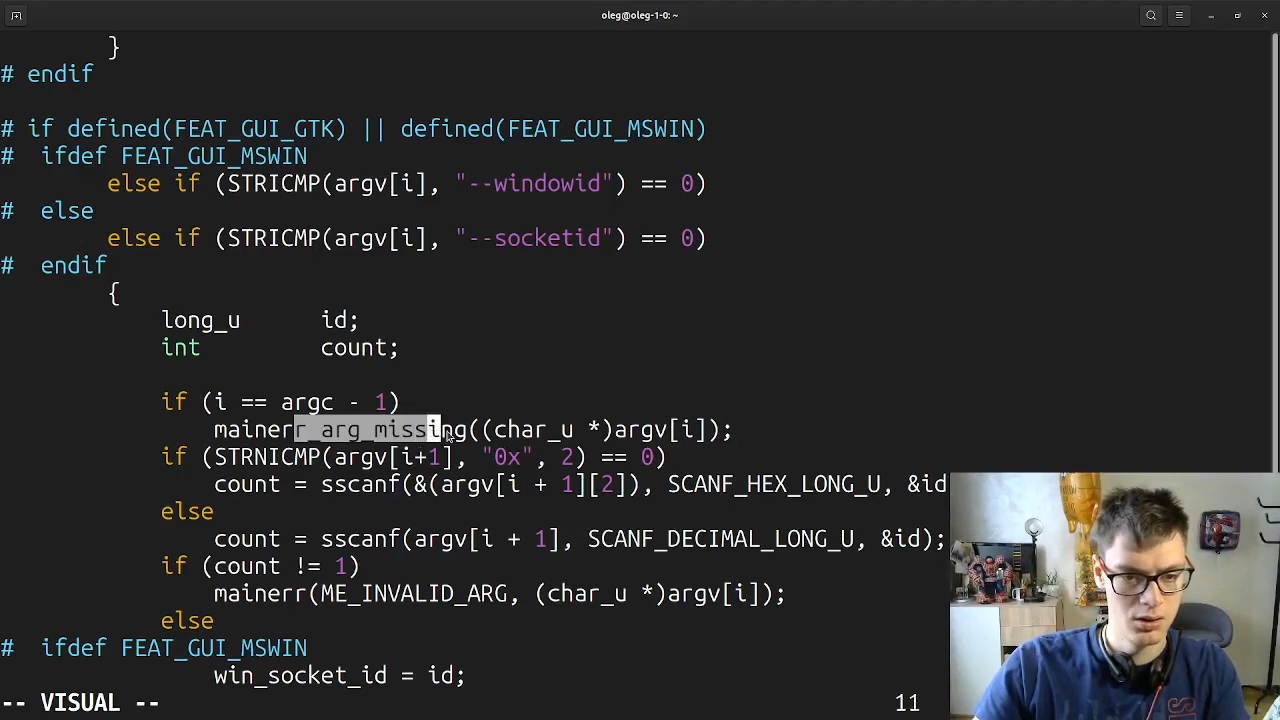 oleg@oleg-1-0: ~
}
# endif
# if defined(FEAT_GUI_GTK) || defined(FEAT_GUI_MSWIN)
#  ifdef FEAT_GUI_MSWIN
else if (STRICMP(argv[i], "--windowid") == 0)
#  else
else if (STRICMP(argv[i], "--socketid") == 0)
#  endif
{
long_u      id;
int         count;
if (i == argc - 1)
mainerr_arg_missing((char_u *)argv[i]);
if (STRNICMP(argv[i+1], "0x", 2) == 0)
count = sscanf(&(argv[i + 1][2]), SCANF_HEX_LONG_U, &id
else
count = sscanf(argv[i + 1], SCANF_DECIMAL_LONG_U, &id);
if (count != 1)
mainerr(ME_INVALID_ARG, (char_u *)argv[i]);
else
#  ifdef FEAT_GUI_MSWIN
win_socket_id = id;
-- VISUAL -- 11